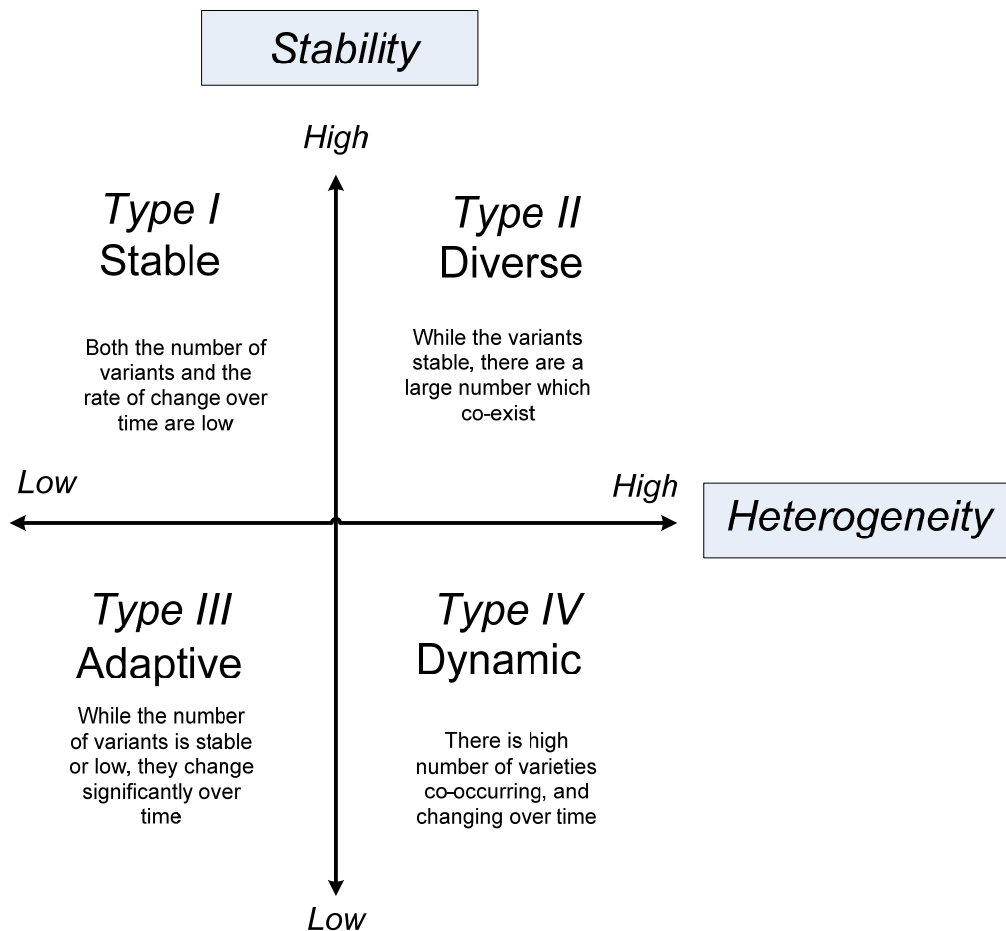 Stability
High
Type I
Stable
Both the number of
variants and the
rate of change over
time are low
Type II
Diverse
While the variants
stable, there are a
large number which
co-exist
Low
High
Heterogeneity
Type III
Adaptive
While the number
of variants is stable
or low, they change
significantly over
time
Type IV
Dynamic
There is high
number of varieties
co-occurring, and
changing over time
Low